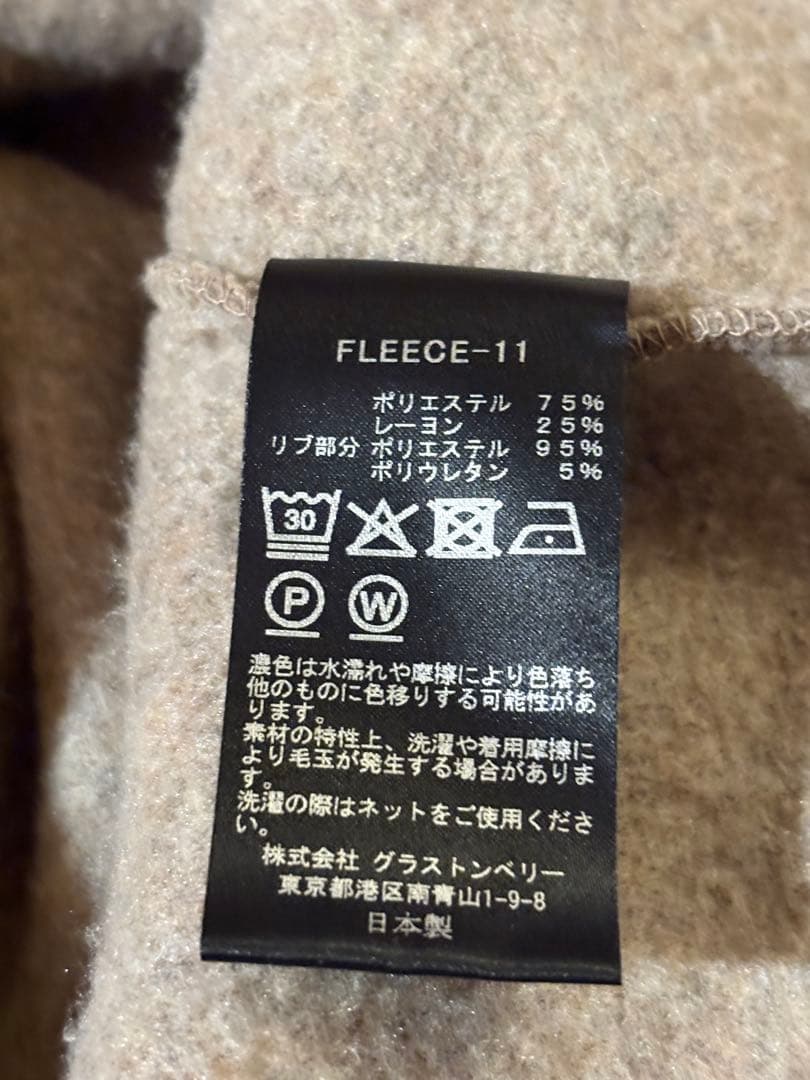 FLEECE-11
ポリエステル 75%
レーヨン 25%
リブ部分 ポリエステル 95%
ポリウレタン 5%
30
P W
濃色は水濡れや摩擦により色落ち
他のものに色移りする可能性があ
ります。
素材の特性上、洗濯や着用摩擦に
より毛玉が発生する場合がありま
す。
洗濯の際はネットをご使用くださ
い。
株式会社 グラストンベリー
東京都港区南青山1-9-8
日本製